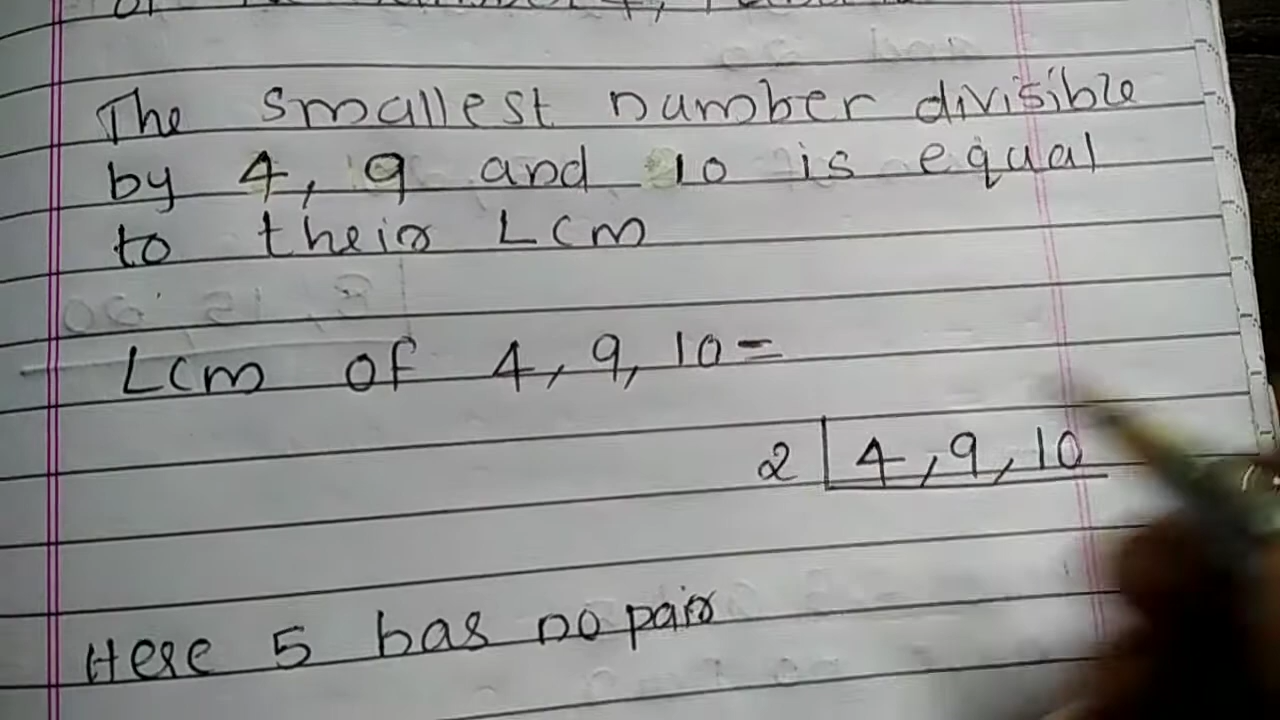 The smallest number divisible
by 4, 9 and 10 is equal
to their LCM
LCM of 4, 9, 10 =
2 | 4, 9, 10
Here 5 has no pair